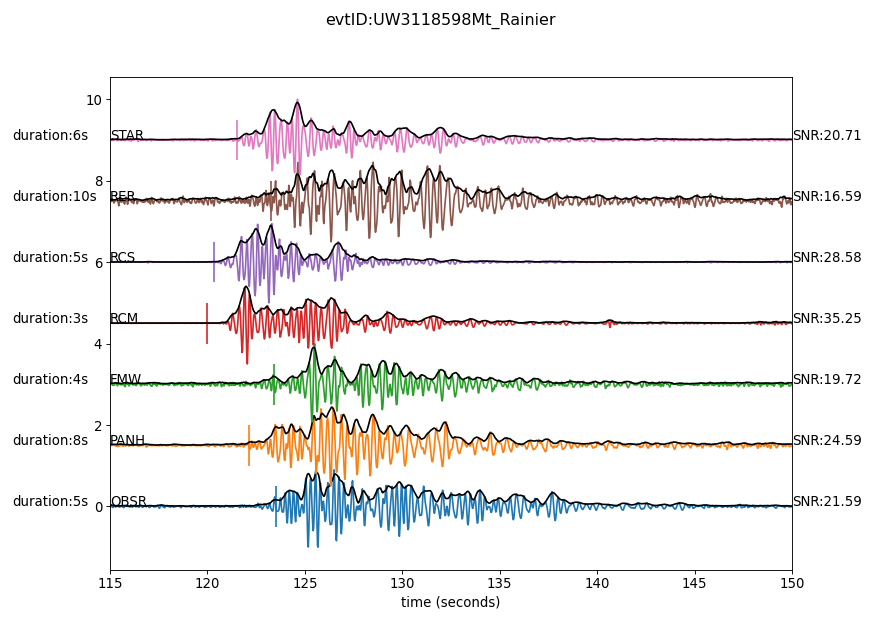 evtID:UW3118598Mt_Rainier
10
duration:6s STAR SNR:20.71
8
duration:10s RER SNR:16.59
duration:5s RCS SNR:28.58
6
duration:3s RCM SNR:35.25
4
duration:4s FMW SNR:19.72
2
duration:8s PANH SNR:24.59
duration:5s OBSR SNR:21.59
0
115 120 125 130 135 140 145 150
time (seconds)